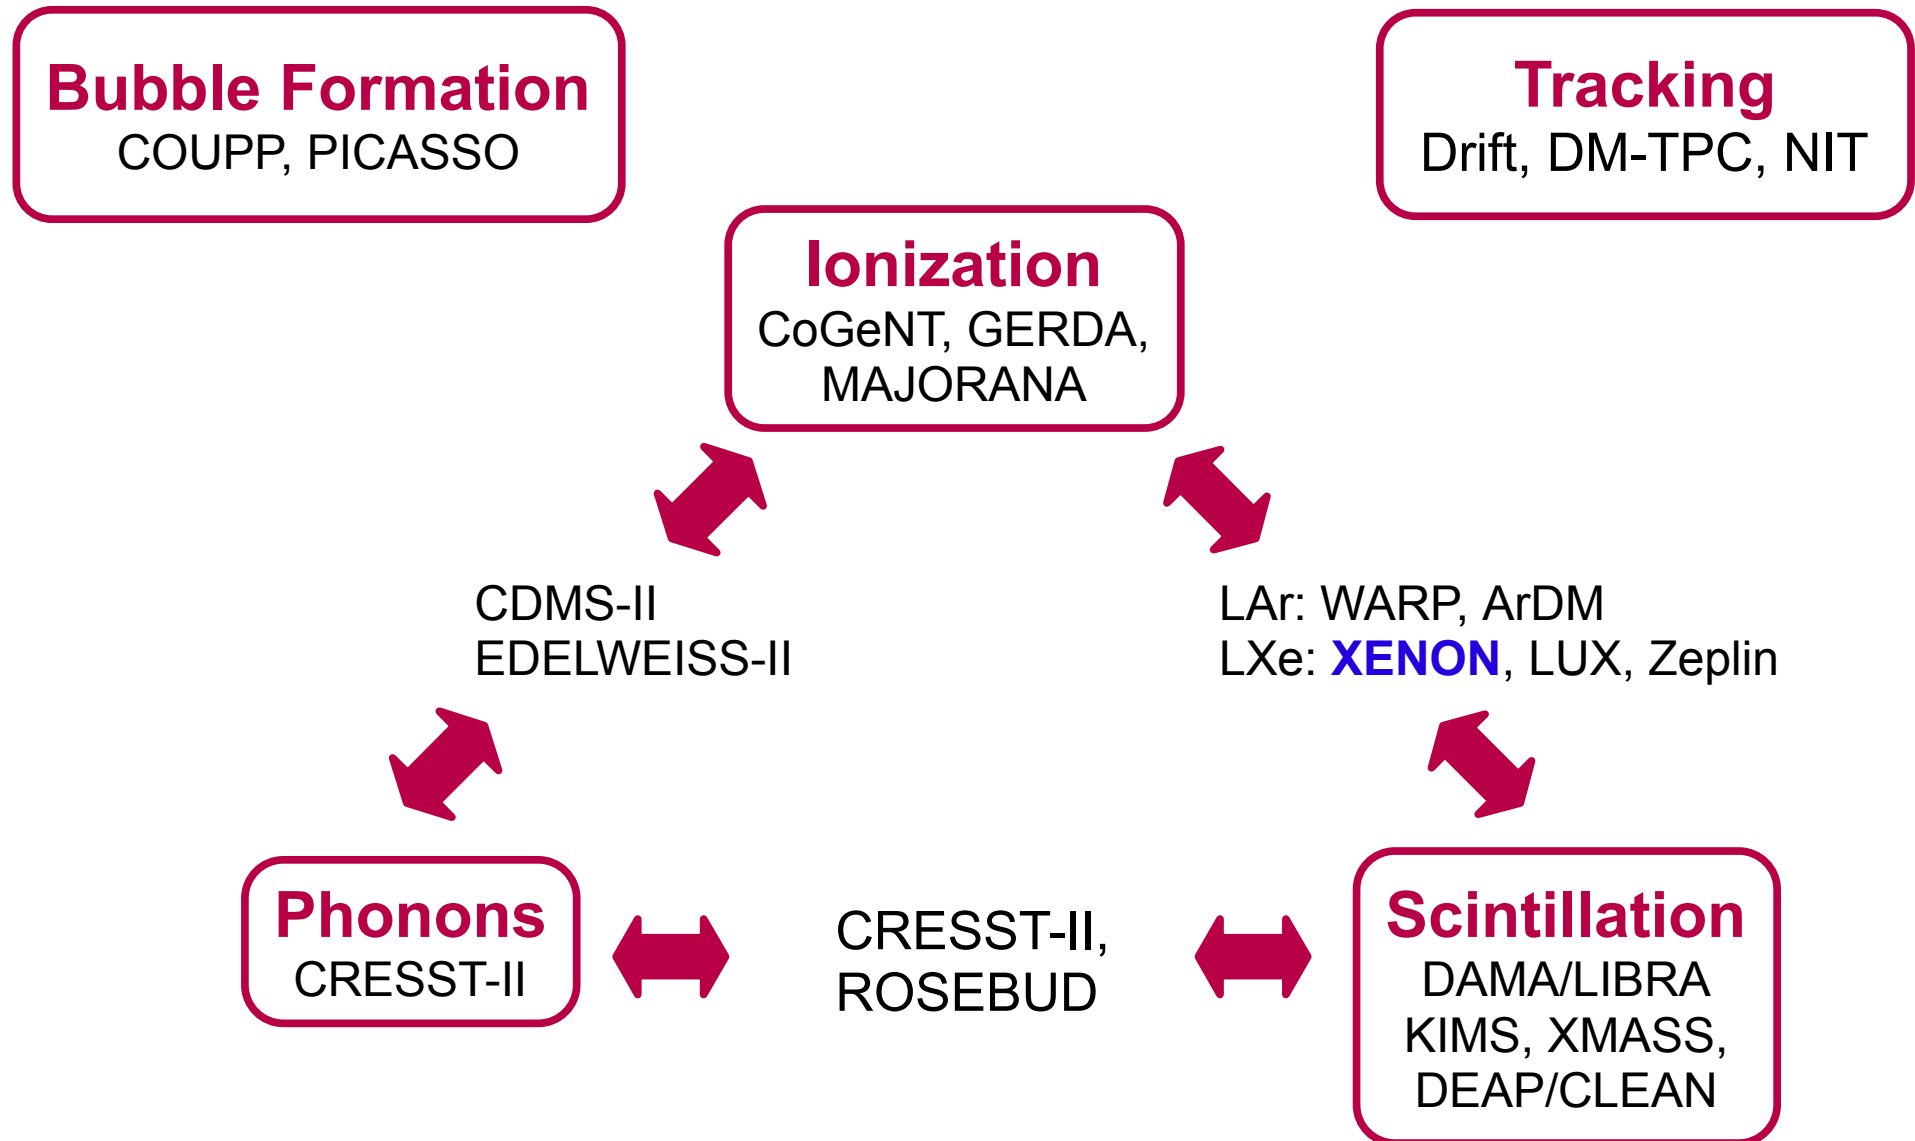 Bubble Formation
COUPP, PICASSO
Tracking
Drift, DM-TPC, NIT
Ionization
CoGeNT, GERDA,
MAJORANA
CDMS-II
EDELWEISS-II
LAr: WARP, ArDM
LXe: XENON, LUX, Zeplin
Phonons
CRESST-II
CRESST-II,
ROSEBUD
Scintillation
DAMA/LIBRA
KIMS, XMASS,
DEAP/CLEAN